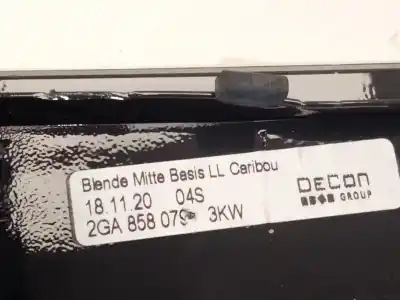 Blende Mitte Basis LL Caribou
18.11.20 04S
2GA 858 079 3KW
DeCon
GROUP